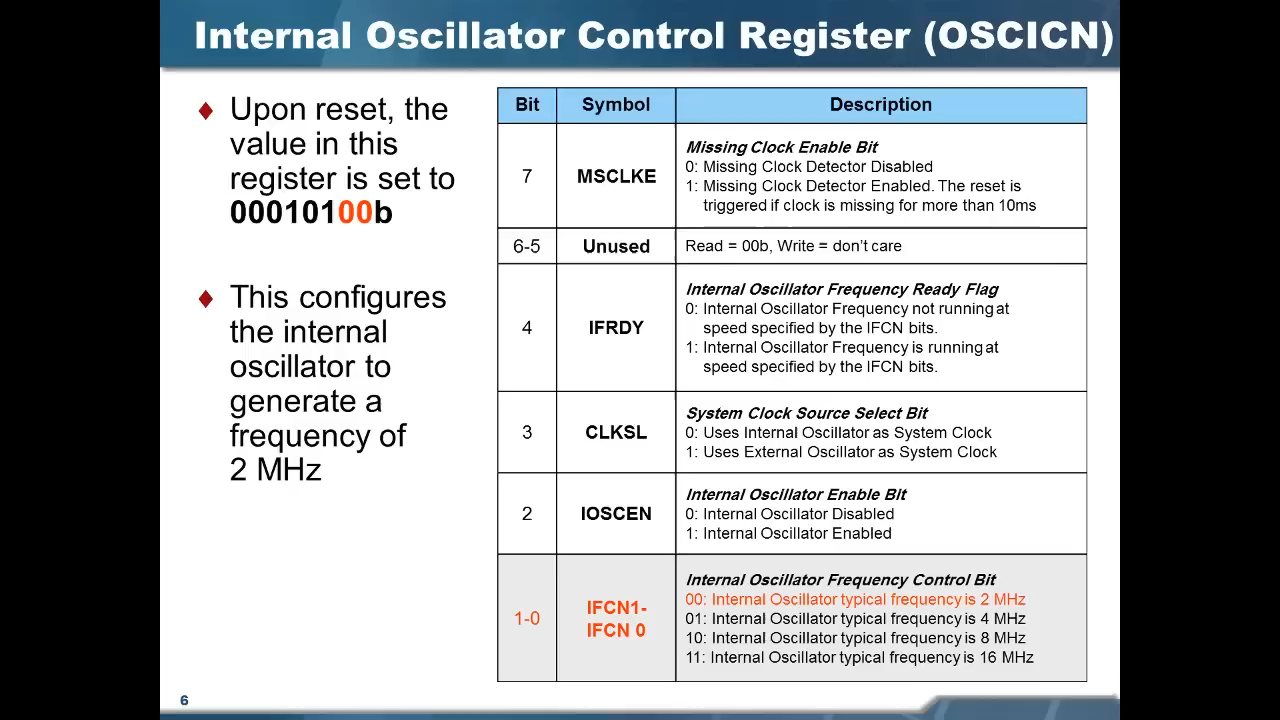 Internal Oscillator Control Register (OSCICN)
Upon reset, the
value in this
register is set to
00010100b
This configures
the internal
oscillator to
generate a
frequency of
2 MHz
Bit Symbol Description
7 MSCLKE
Missing Clock Enable Bit
0: Missing Clock Detector Disabled
1: Missing Clock Detector Enabled. The reset is
triggered if clock is missing for more than 10ms
6-5 Unused Read = 00b, Write = don't care
4 IFRDY
Internal Oscillator Frequency Ready Flag
0: Internal Oscillator Frequency not running at
speed specified by the IFCN bits.
1: Internal Oscillator Frequency is running at
speed specified by the IFCN bits.
3 CLKSL
System Clock Source Select Bit
0: Uses Internal Oscillator as System Clock
1: Uses External Oscillator as System Clock
2 IOSCEN
Internal Oscillator Enable Bit
0: Internal Oscillator Disabled
1: Internal Oscillator Enabled
1-0 IFCN1-
IFCN 0
Internal Oscillator Frequency Control Bit
00: Internal Oscillator typical frequency is 2 MHz
01: Internal Oscillator typical frequency is 4 MHz
10: Internal Oscillator typical frequency is 8 MHz
11: Internal Oscillator typical frequency is 16 MHz
6